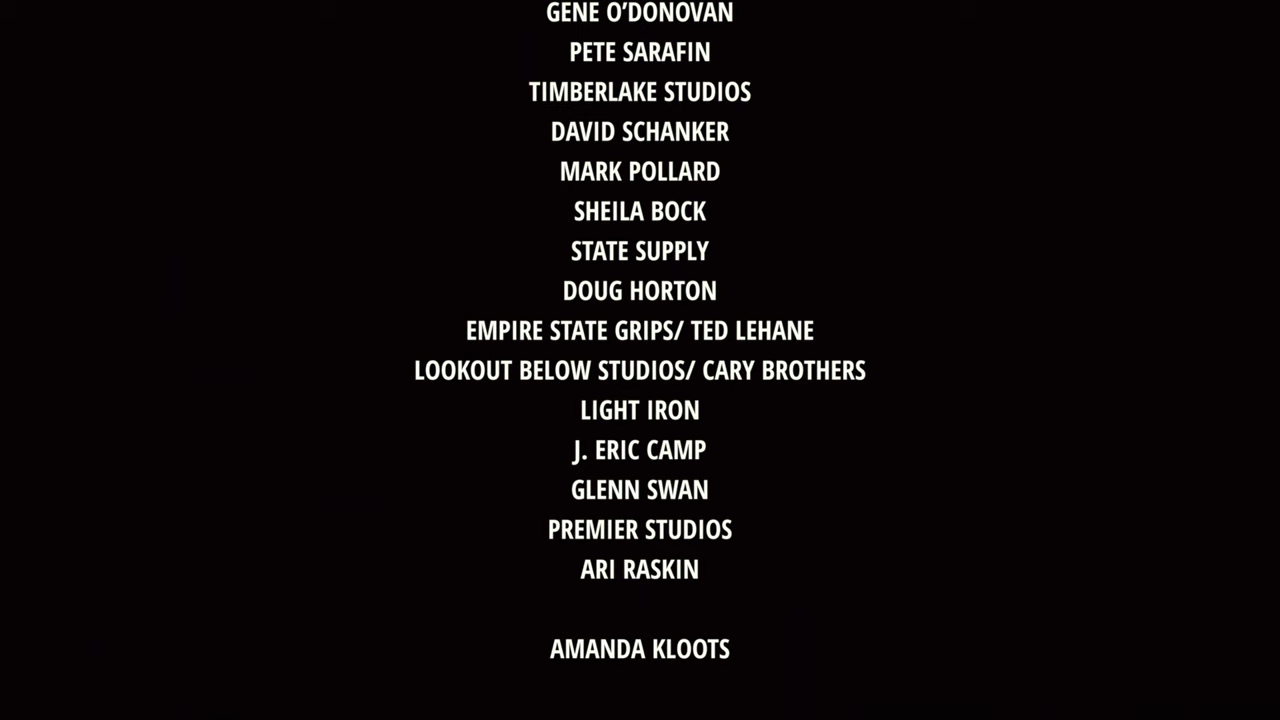 GENE O’DONOVAN
PETE SARAFIN
TIMBERLAKE STUDIOS
DAVID SCHANKER
MARK POLLARD
SHEILA BOCK
STATE SUPPLY
DOUG HORTON
EMPIRE STATE GRIPS/ TED LEHANE
LOOKOUT BELOW STUDIOS/ CARY BROTHERS
LIGHT IRON
J. ERIC CAMP
GLENN SWAN
PREMIER STUDIOS
ARI RASKIN
AMANDA KLOOTS